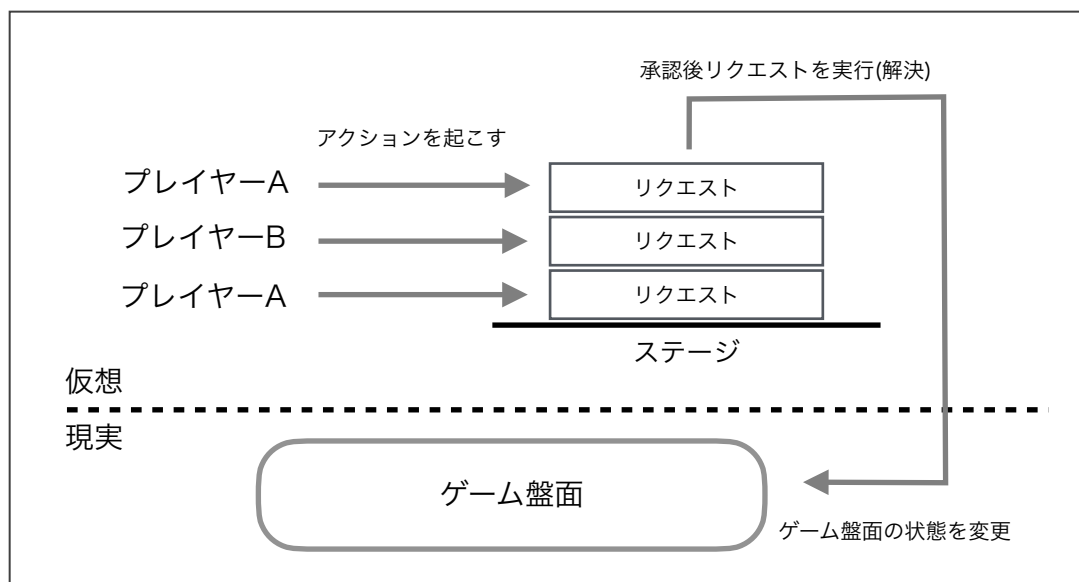 承認後リクエストを実行(解決)
アクションを起こす
プレイヤーA
リクエスト
プレイヤーB
リクエスト
プレイヤーA
リクエスト
ステージ
仮想
現実
ゲーム盤面
ゲーム盤面の状態を変更